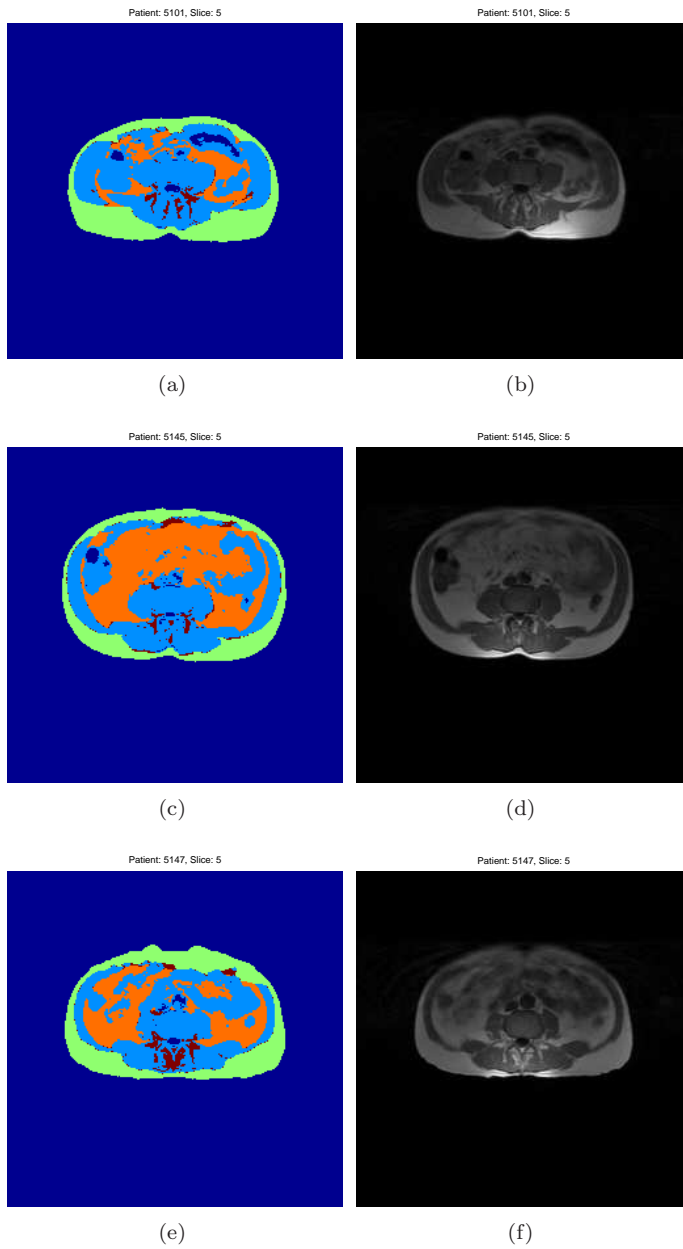 Patient: 5101, Slice: 5
Patient: 5101, Slice: 5
(a)
(b)
Patient: 5145, Slice: 5
Patient: 5145, Slice: 5
(c)
(d)
Patient: 5147, Slice: 5
Patient: 5147, Slice: 5
(e)
(f)